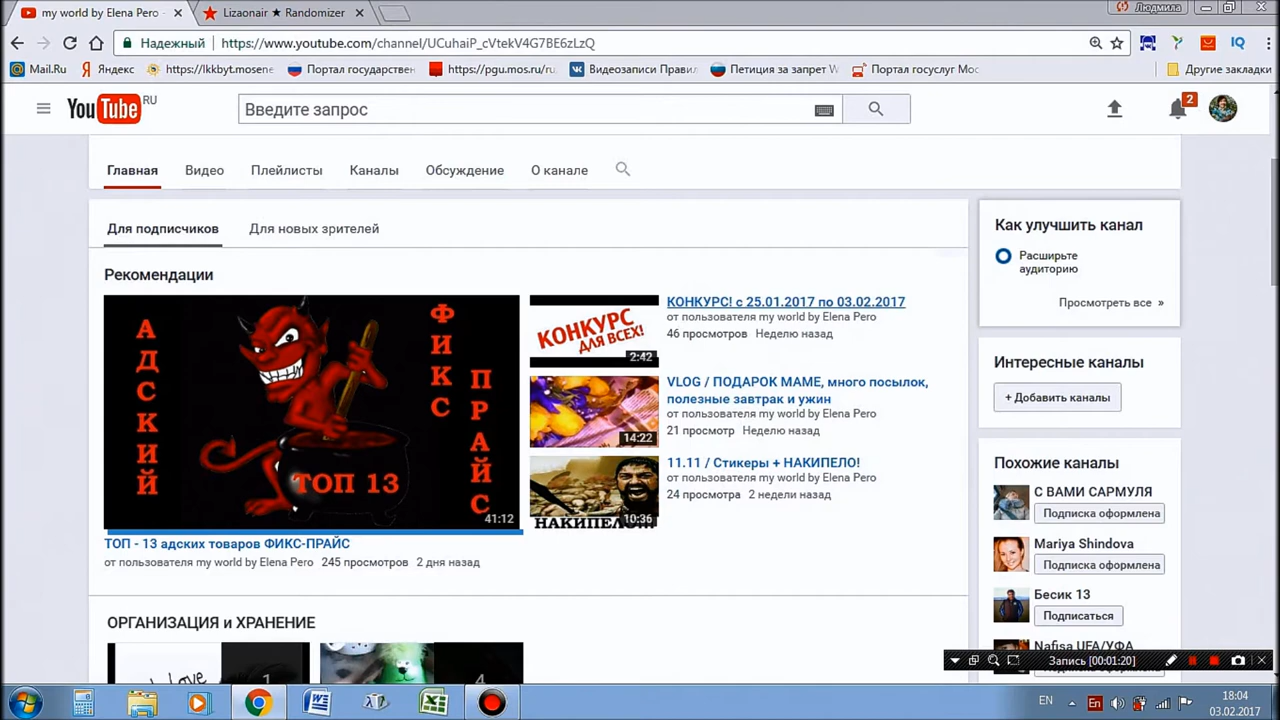 my world by Elena Pero -
Lizaonair ★ Randomizer
Людмила
Надежный
https://www.youtube.com/channel/UCuhaiP_cVtekV4G7BE6zLzQ
Mail.Ru
Яндекс
https://lkkbyt.mosene
Портал государствен
https://pgu.mos.ru/ru
Видеозаписи Правил
Петиция за запрет W
Портал госуслуг Мос
Другие закладки
YouTube RU
Введите запрос
2
Главная
Видео
Плейлисты
Каналы
Обсуждение
О канале
Для подписчиков
Для новых зрителей
Рекомендации
АДСКИЙ
ФИКС
ПРАЙС
ТОП 13
41:12
ТОП - 13 адских товаров ФИКС-ПРАЙС
от пользователя my world by Elena Pero 245 просмотров 2 дня назад
КОНКУРС
ДЛЯ ВСЕХ!
2:42
КОНКУРС! с 25.01.2017 по 03.02.2017
от пользователя my world by Elena Pero
46 просмотров Неделю назад
14:22
VLOG / ПОДАРОК МАМЕ, много посылок,
полезные завтрак и ужин
от пользователя my world by Elena Pero
21 просмотр Неделю назад
10:36
НАКИПЕЛО!
11.11 / Стикеры + НАКИПЕЛО!
от пользователя my world by Elena Pero
24 просмотра 2 недели назад
ОРГАНИЗАЦИЯ и ХРАНЕНИЕ
Love
1
4
Как улучшить канал
Расширьте
аудиторию
Просмотреть все »
Интересные каналы
+ Добавить каналы
Похожие каналы
С ВАМИ САРМУЛЯ
Подписка оформлена
Mariya Shindova
Подписка оформлена
Бесик 13
Подписаться
Nafisa UFA/УФА
Запись [00:01:20]
IQ
EN
En
18:04
03.02.2017